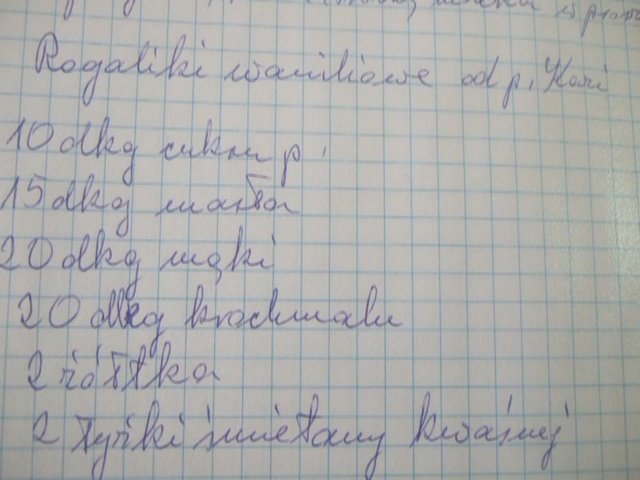 Rogaliki waniliowe od p. Kazi
10 dkg cukru p.
15 dkg masła
20 dkg mąki
20 dkg krochmalu
2 żółtka
2 łyżki śmietany kwaśnej